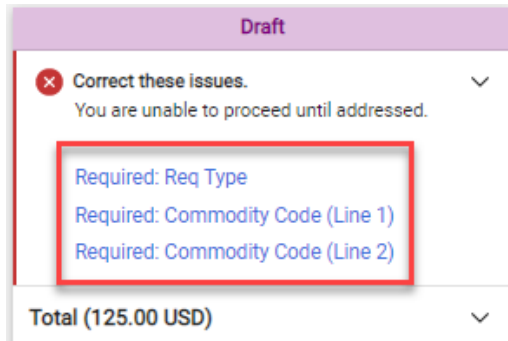 Draft
Correct these issues.
You are unable to proceed until addressed.
Required: Req Type
Required: Commodity Code (Line 1)
Required: Commodity Code (Line 2)
Total (125.00 USD)